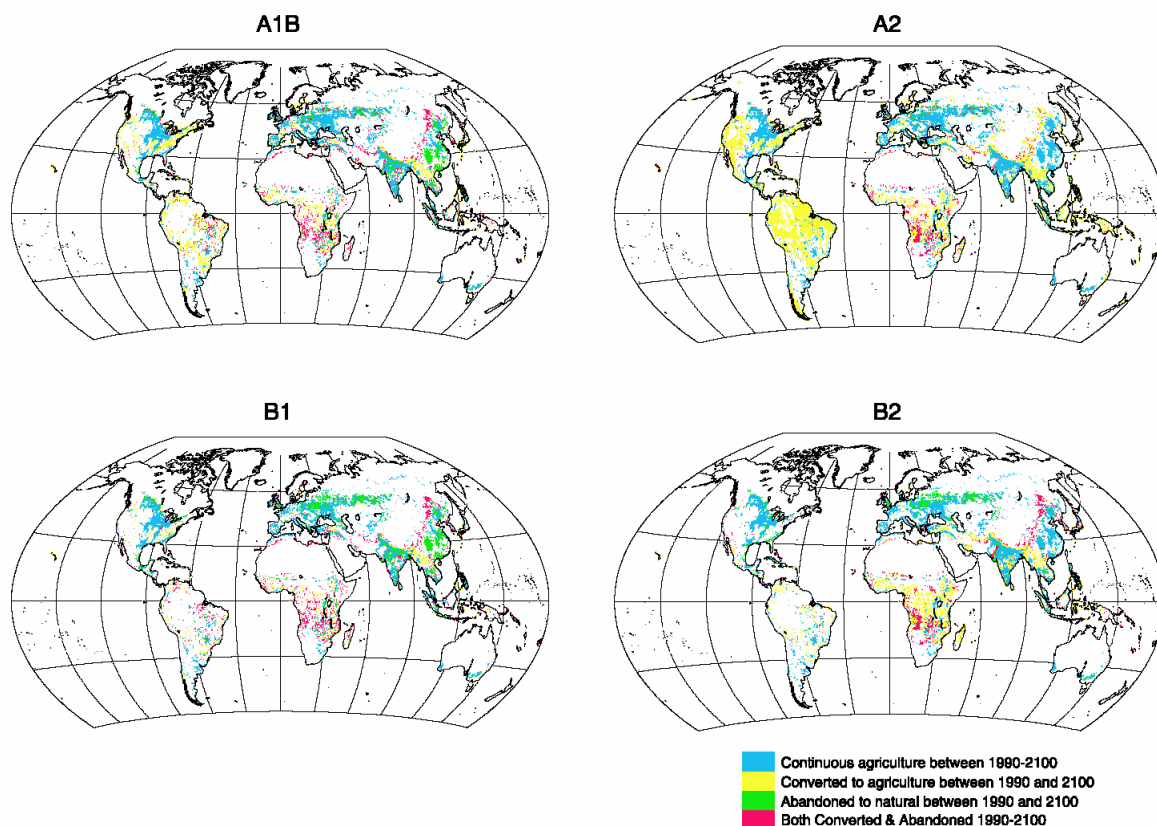 A1B
A2
B1
B2
Continuous agriculture between 1990-2100
Converted to agriculture between 1990 and 2100
Abandoned to natural between 1990 and 2100
Both Converted & Abandoned 1990-2100